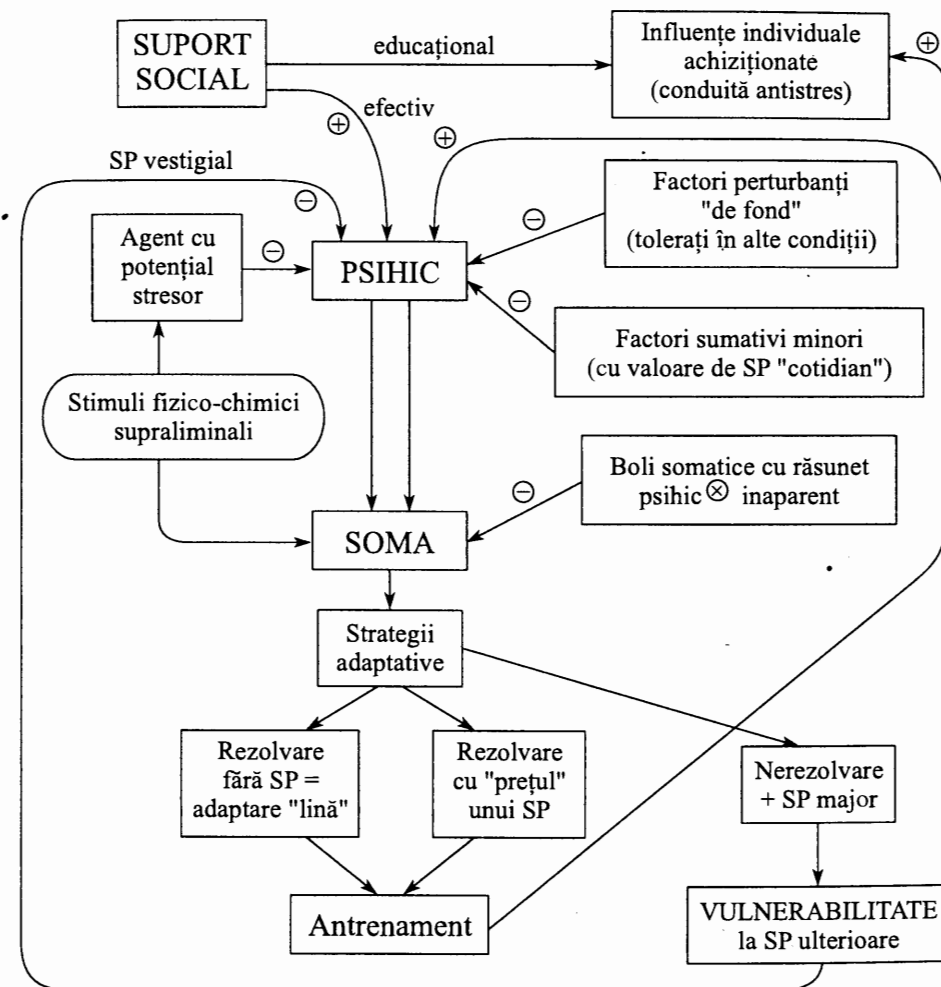 SUPORT
SOCIAL
educațional
Influențe individuale
achiziționate
(conduită antistres)
⊕
efectiv
⊕
⊕
SP vestigial
⊖
Agent cu
potențial
stresor
⊖
PSIHIC
⊖
Factori perturbanți
"de fond"
(tolerați în alte condiții)
⊖
Factori sumativi minori
(cu valoare de SP "cotidian")
Stimuli fizico-chimici
supraliminali
⊖
Boli somatice cu răsunet
psihic ⊗ inaparent
SOMA
Strategii
adaptative
Rezolvare
fără SP =
adaptare "lină"
Rezolvare
cu "prețul"
unui SP
Nerezolvare
+ SP major
Antrenament
VULNERABILITATE
la SP ulterioare